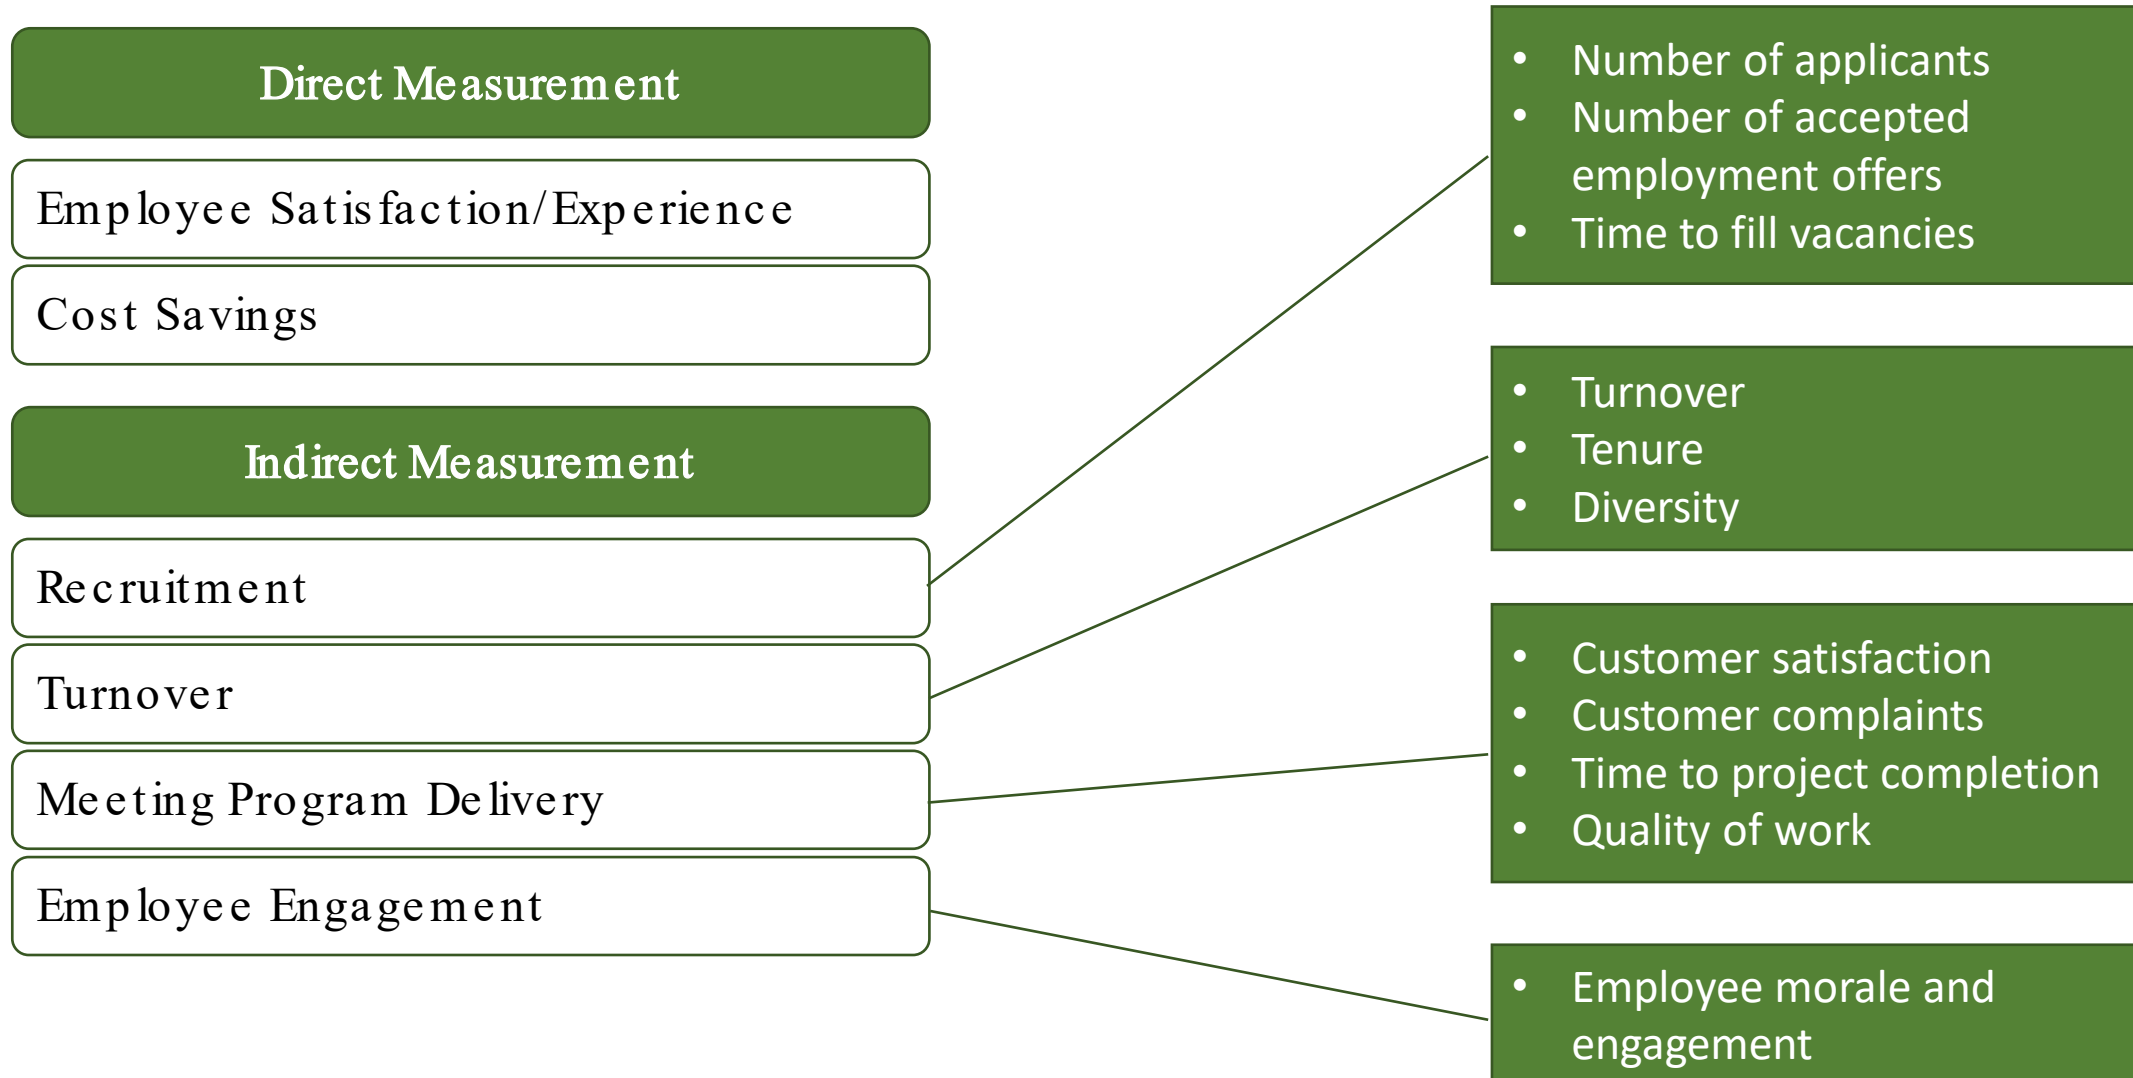 Direct Measurement
Employee Satisfaction/Experience
Cost Savings
Indirect Measurement
Recruitment
Turnover
Meeting Program Delivery
Employee Engagement
• Number of applicants
• Number of accepted
employment offers
• Time to fill vacancies
• Turnover
• Tenure
• Diversity
• Customer satisfaction
• Customer complaints
• Time to project completion
• Quality of work
• Employee morale and
engagement